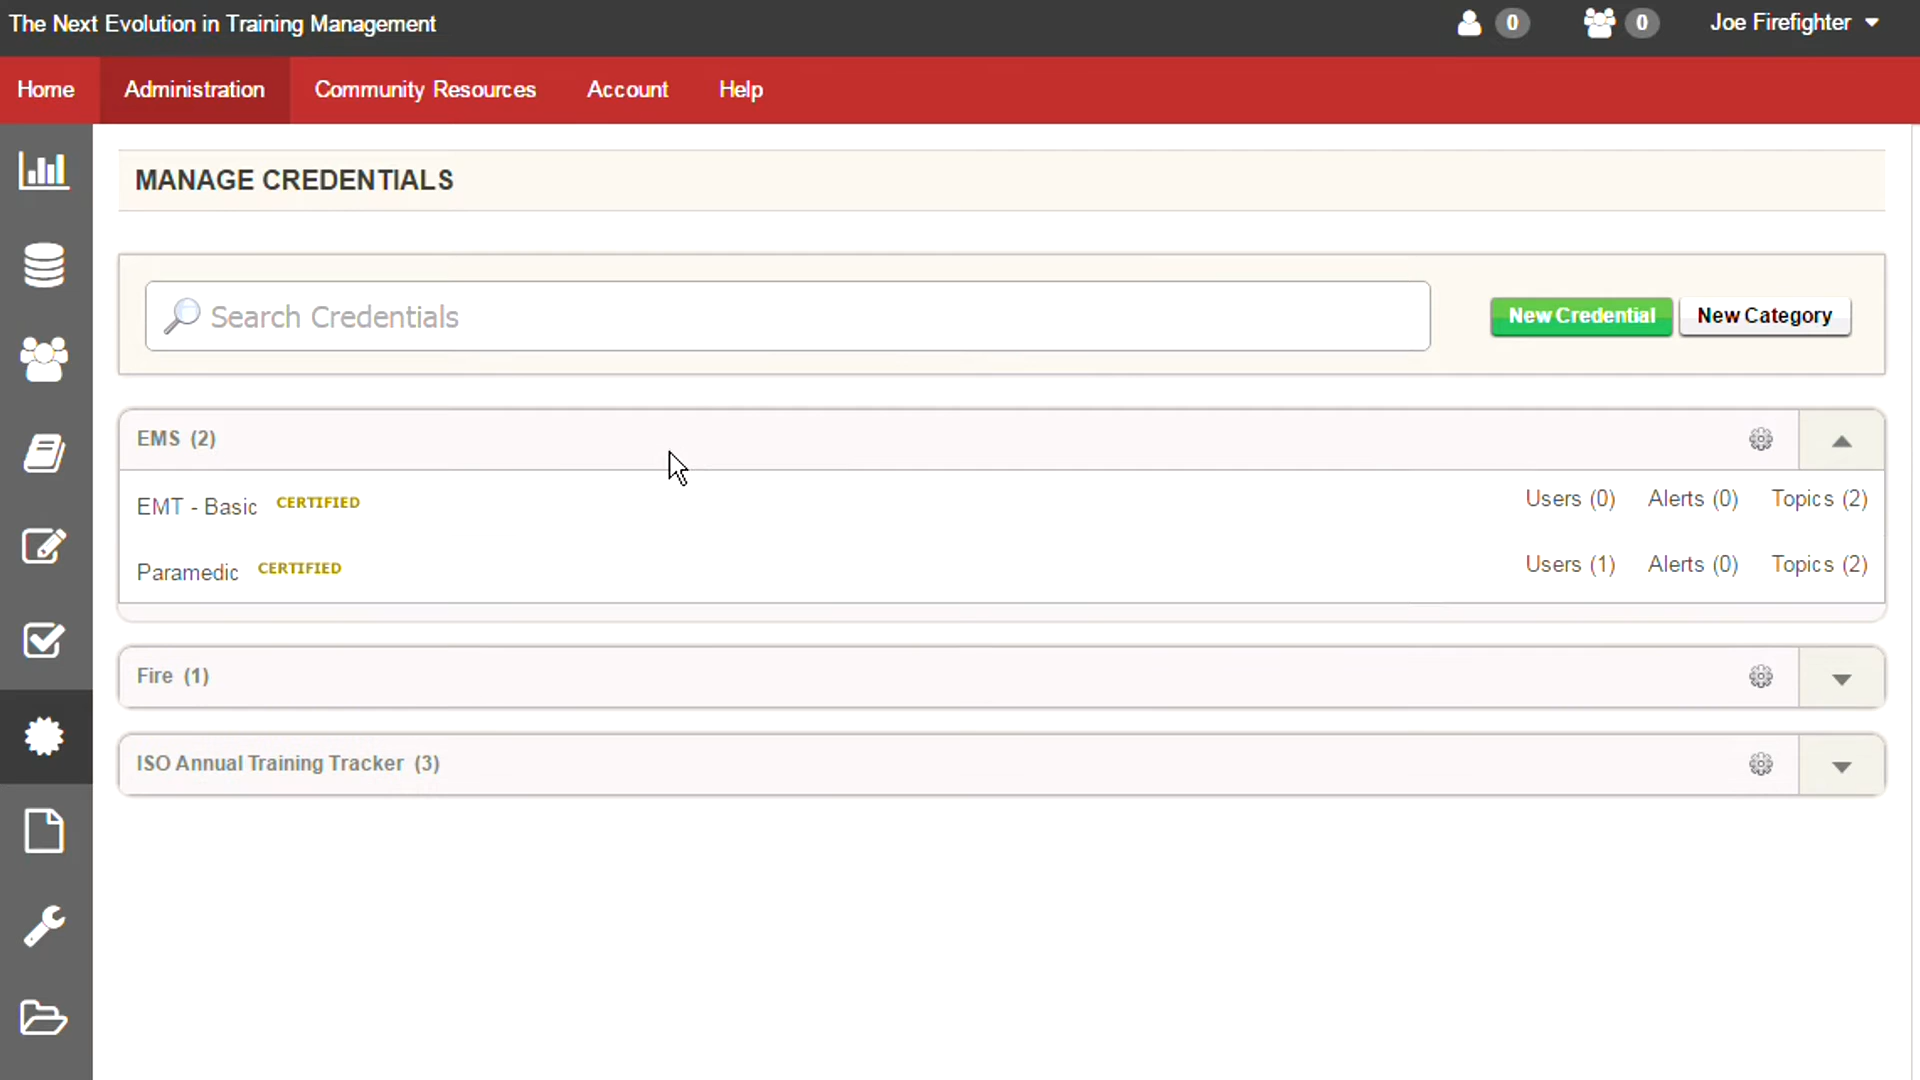 The Next Evolution in Training Management
0
0
Joe Firefighter
Home
Administration
Community Resources
Account
Help
MANAGE CREDENTIALS
Search Credentials
New Credential
New Category
EMS (2)
EMT - Basic CERTIFIED
Users (0) Alerts (0) Topics (2)
Paramedic CERTIFIED
Users (1) Alerts (0) Topics (2)
Fire (1)
ISO Annual Training Tracker (3)